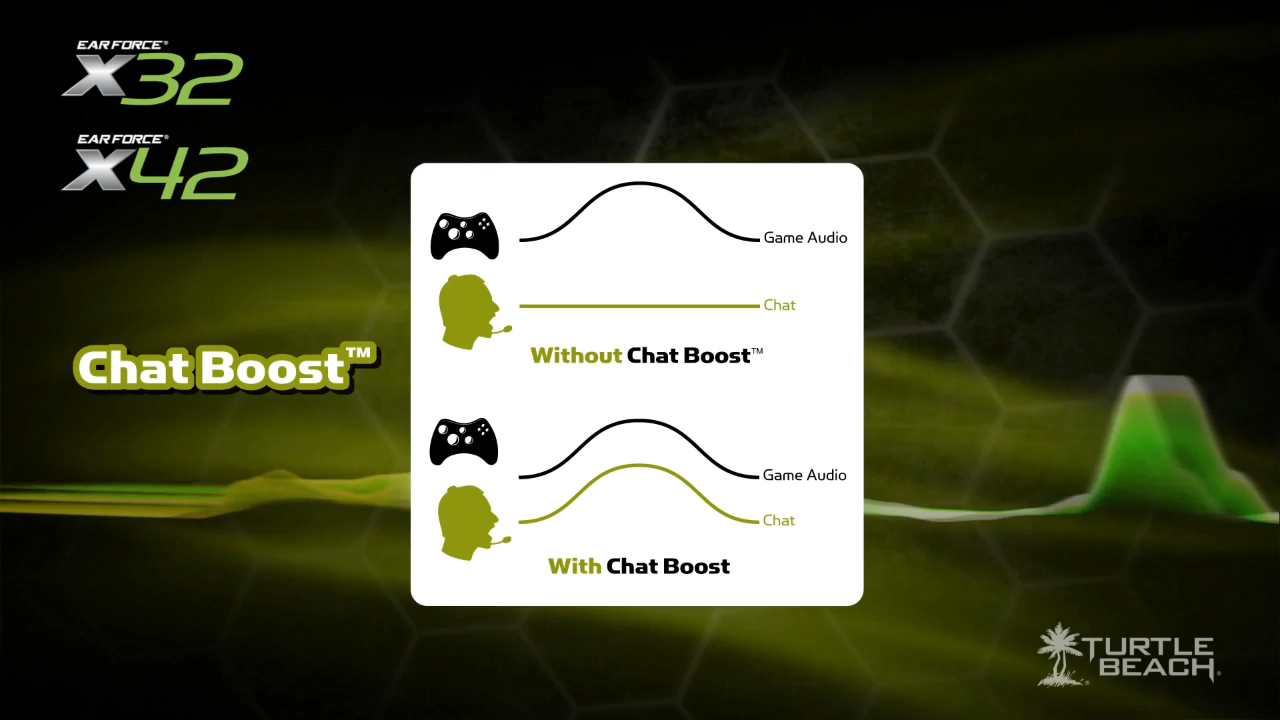 EAR FORCE®
X32
EAR FORCE®
X42
Chat Boost™
Game Audio
Chat
Without Chat Boost™
Game Audio
Chat
With Chat Boost
TURTLE
BEACH®